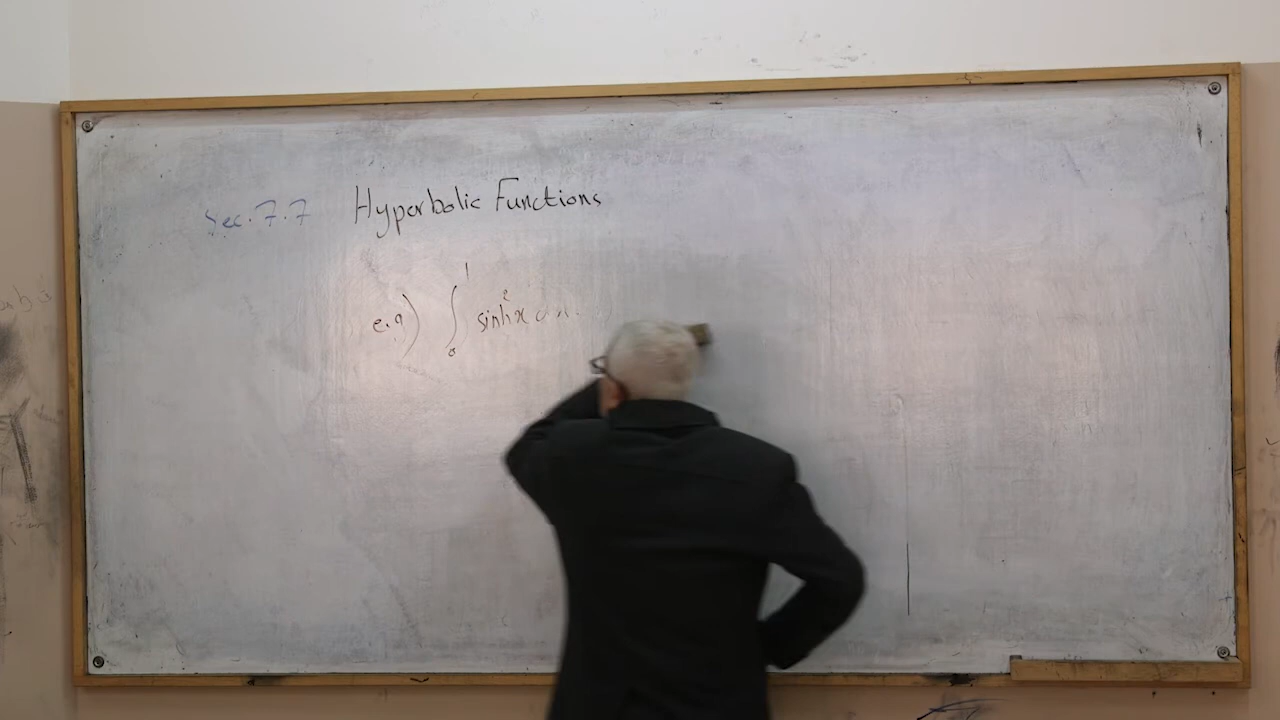 Sec. 7.7 Hyperbolic Functions
e.g) ∫₀¹ sinh²x dx.